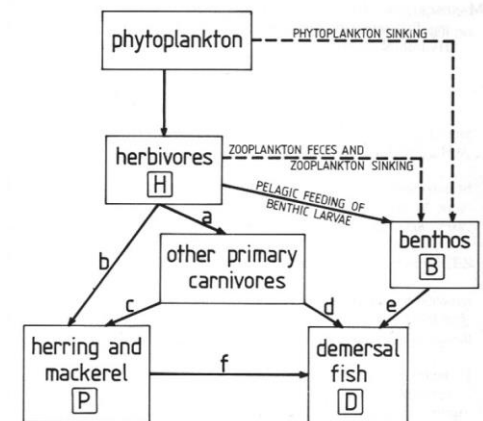 phytoplankton
PHYTOPLANKTON SINKING
herbivores
H
ZOOPLANKTON FECES AND
ZOOPLANKTON SINKING
PELAGIC FEEDING OF
BENTHIC LARVAE
a
b
other primary
carnivores
benthos
B
c
d
e
herring and
mackerel
P
f
demersal
fish
D